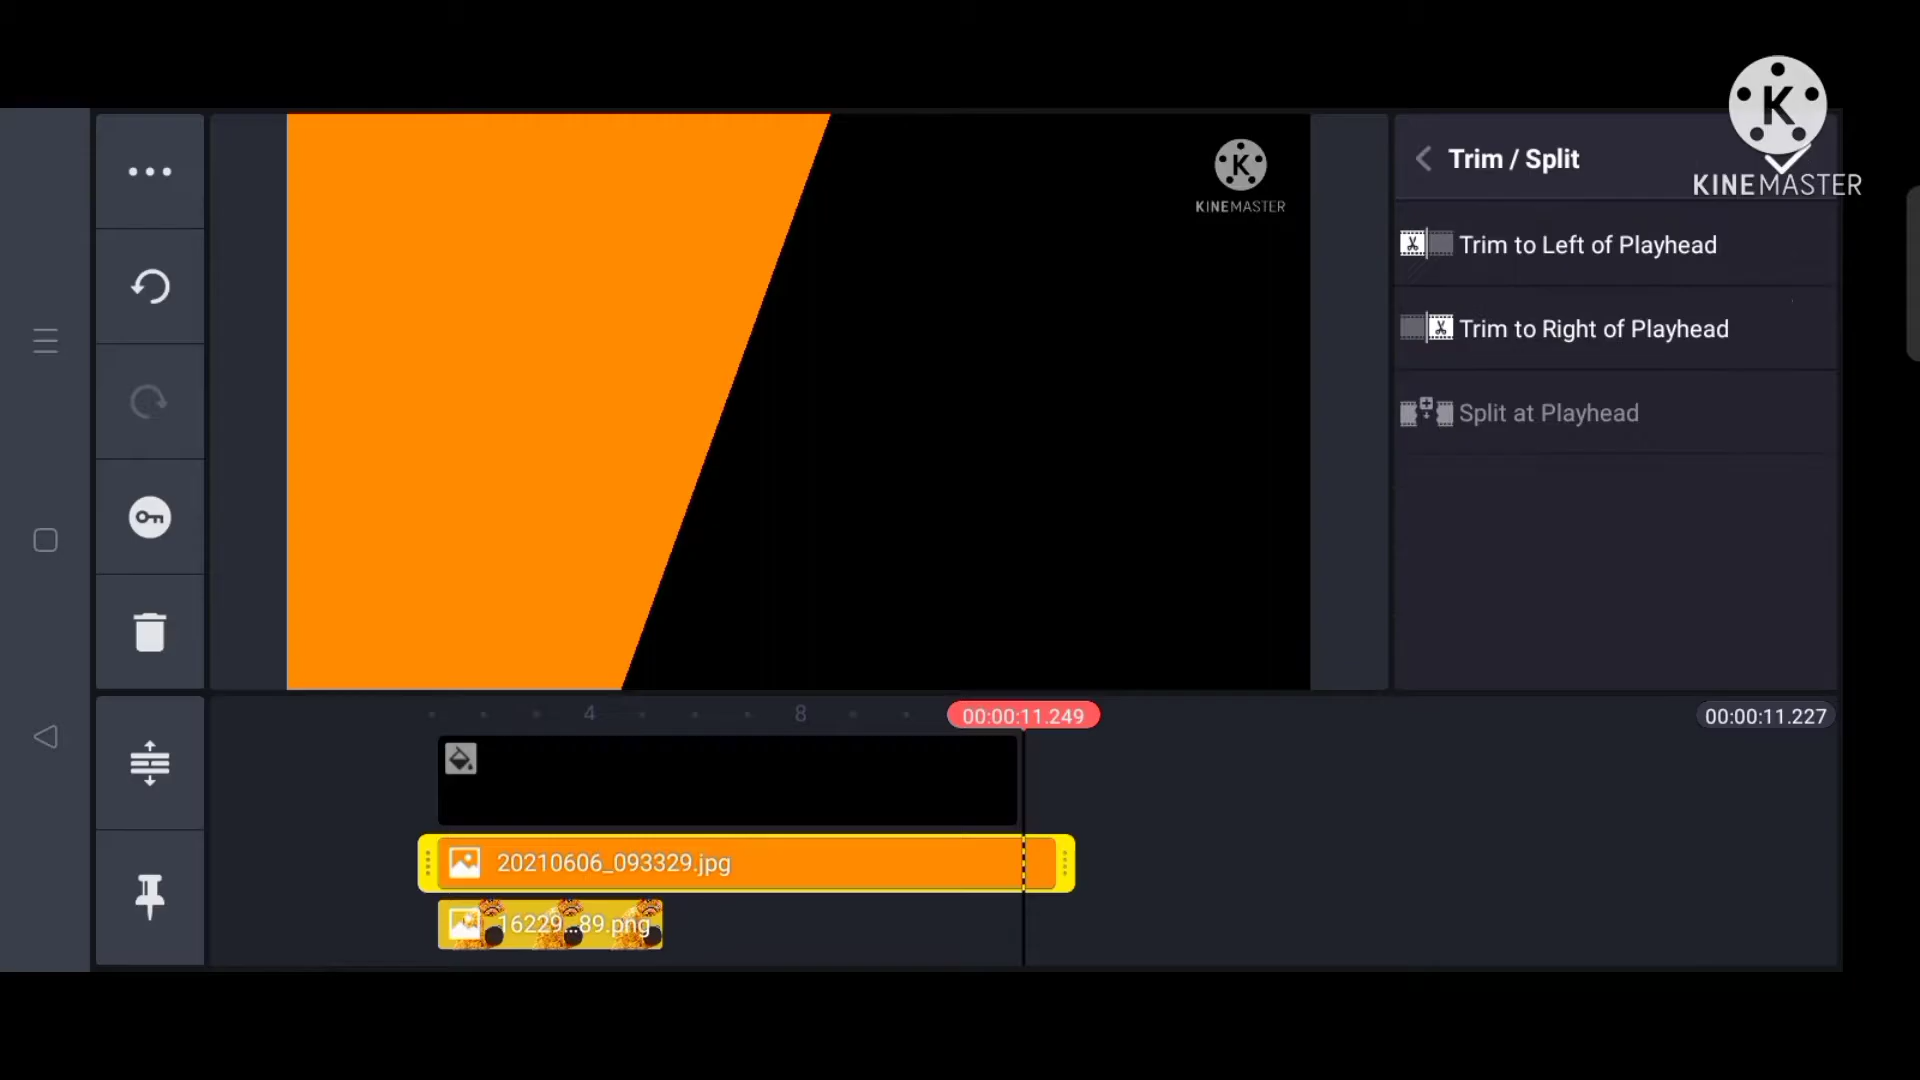 K
KINEMASTER
Trim / Split
K
KINEMASTER
Trim to Left of Playhead
Trim to Right of Playhead
Split at Playhead
4
8
00:00:11.249
00:00:11.227
20210606_093329.jpg
16229...89.png